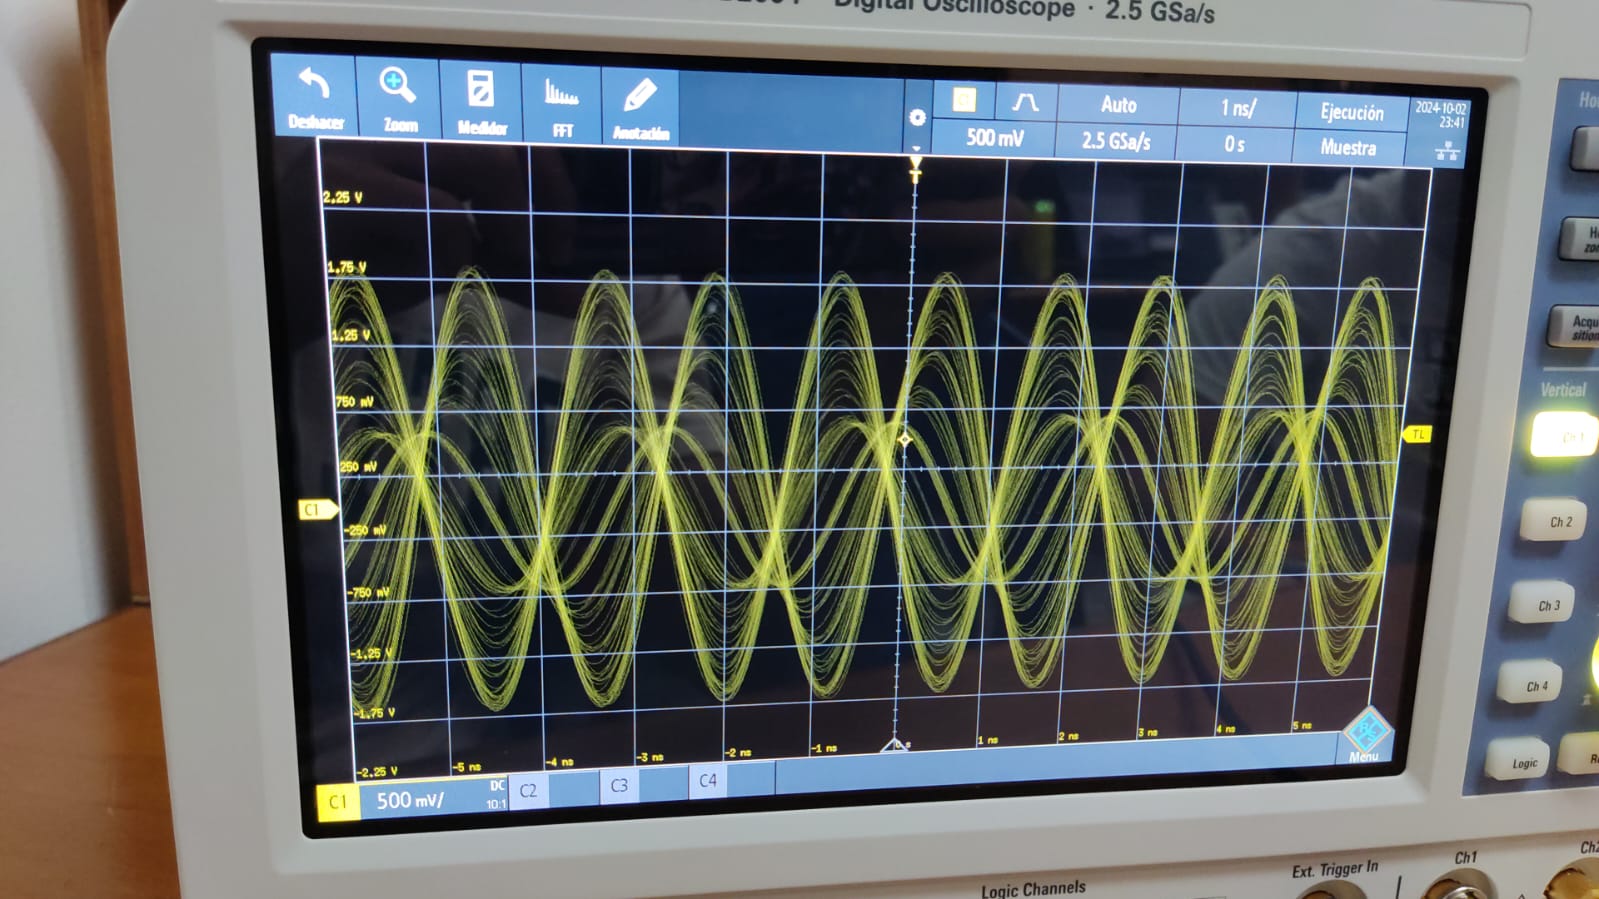 Digital Oscilloscope · 2.5 GSa/s
Deshacer
Zoom
Medidor
FFT
Anotación
C1
Auto
1 ns/
Ejecución
2024-10-02
23:41
500 mV
2.5 GSa/s
0 s
Muestra
T
2.25 V
1.75 V
1.25 V
750 mV
250 mV
-250 mV
-750 mV
-1.25 V
-1.75 V
-2.25 V
C1
TL
-5 ns
-4 ns
-3 ns
-2 ns
-1 ns
0 s
1 ns
2 ns
3 ns
4 ns
5 ns
Menú
C1
500 mV/
DC
10:1
C2
C3
C4
Vertical
Ch 1
Ch 2
Ch 3
Ch 4
Logic
Acqui
sition
Logic Channels
Ext. Trigger In
Ch1
Ch2